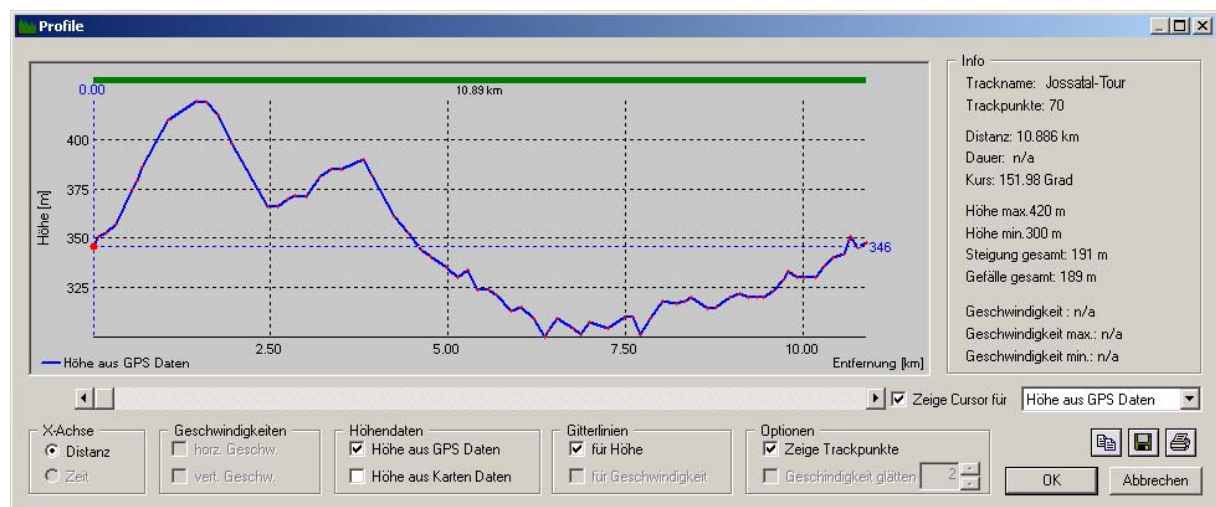 Profile
0.00
10.89 km
400
375
350
325
Höhe [m]
346
2.50
5.00
7.50
10.00
Höhe aus GPS Daten
Entfernung [km]
Info
Trackname: Jossatal-Tour
Trackpunkte: 70
Distanz: 10.886 km
Dauer: n/a
Kurs: 151.98 Grad
Höhe max.420 m
Höhe min.300 m
Steigung gesamt: 191 m
Gefälle gesamt: 189 m
Geschwindigkeit : n/a
Geschwindigkeit max.: n/a
Geschwindigkeit min.: n/a
Zeige Cursor für
Höhe aus GPS Daten
X-Achse
Distanz
Zeit
Geschwindigkeiten
horz. Geschw.
vert. Geschw.
Höhendaten
Höhe aus GPS Daten
Höhe aus Karten Daten
Gitterlinien
für Höhe
für Geschwindigkeit
Optionen
Zeige Trackpunkte
Geschindigkeit glätten
2
OK
Abbrechen